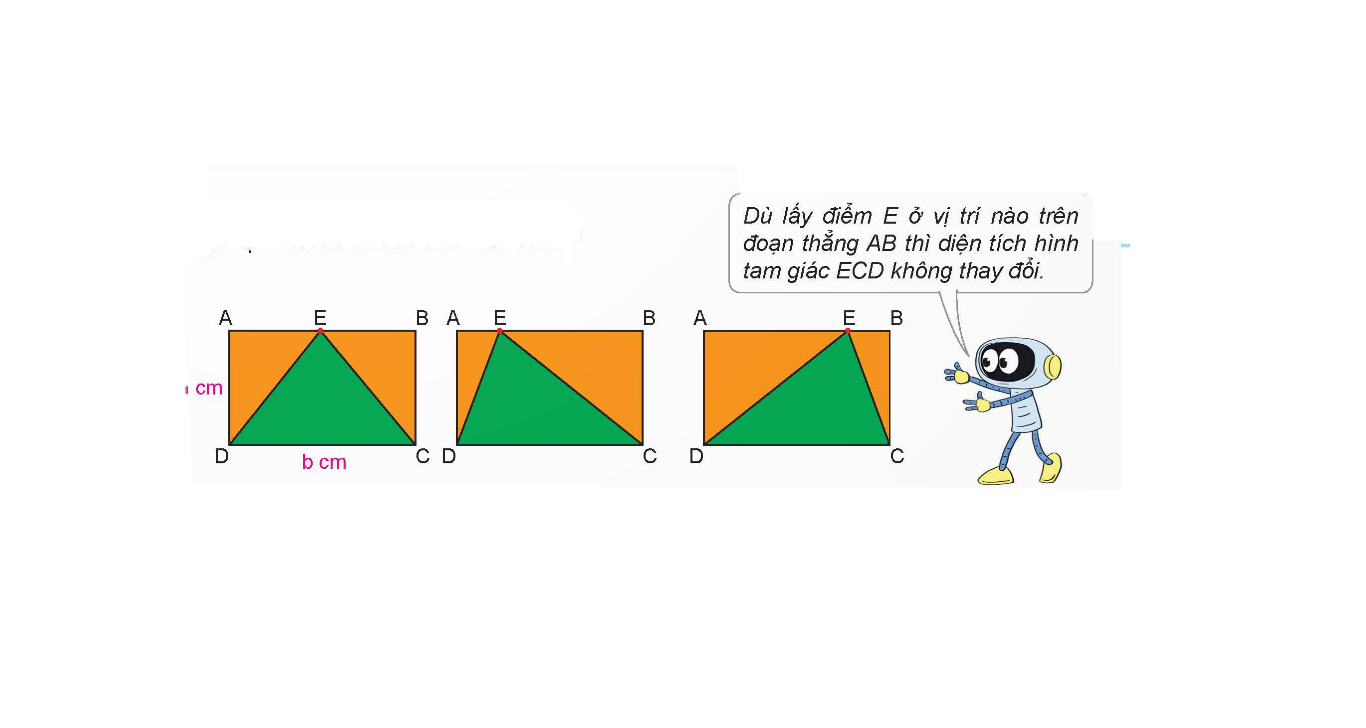 Dù lấy điểm E ở vị trí nào trên
đoạn thẳng AB thì diện tích hình
tam giác ECD không thay đổi.
A E B A E B A E B
cm
D C D C D C
b cm